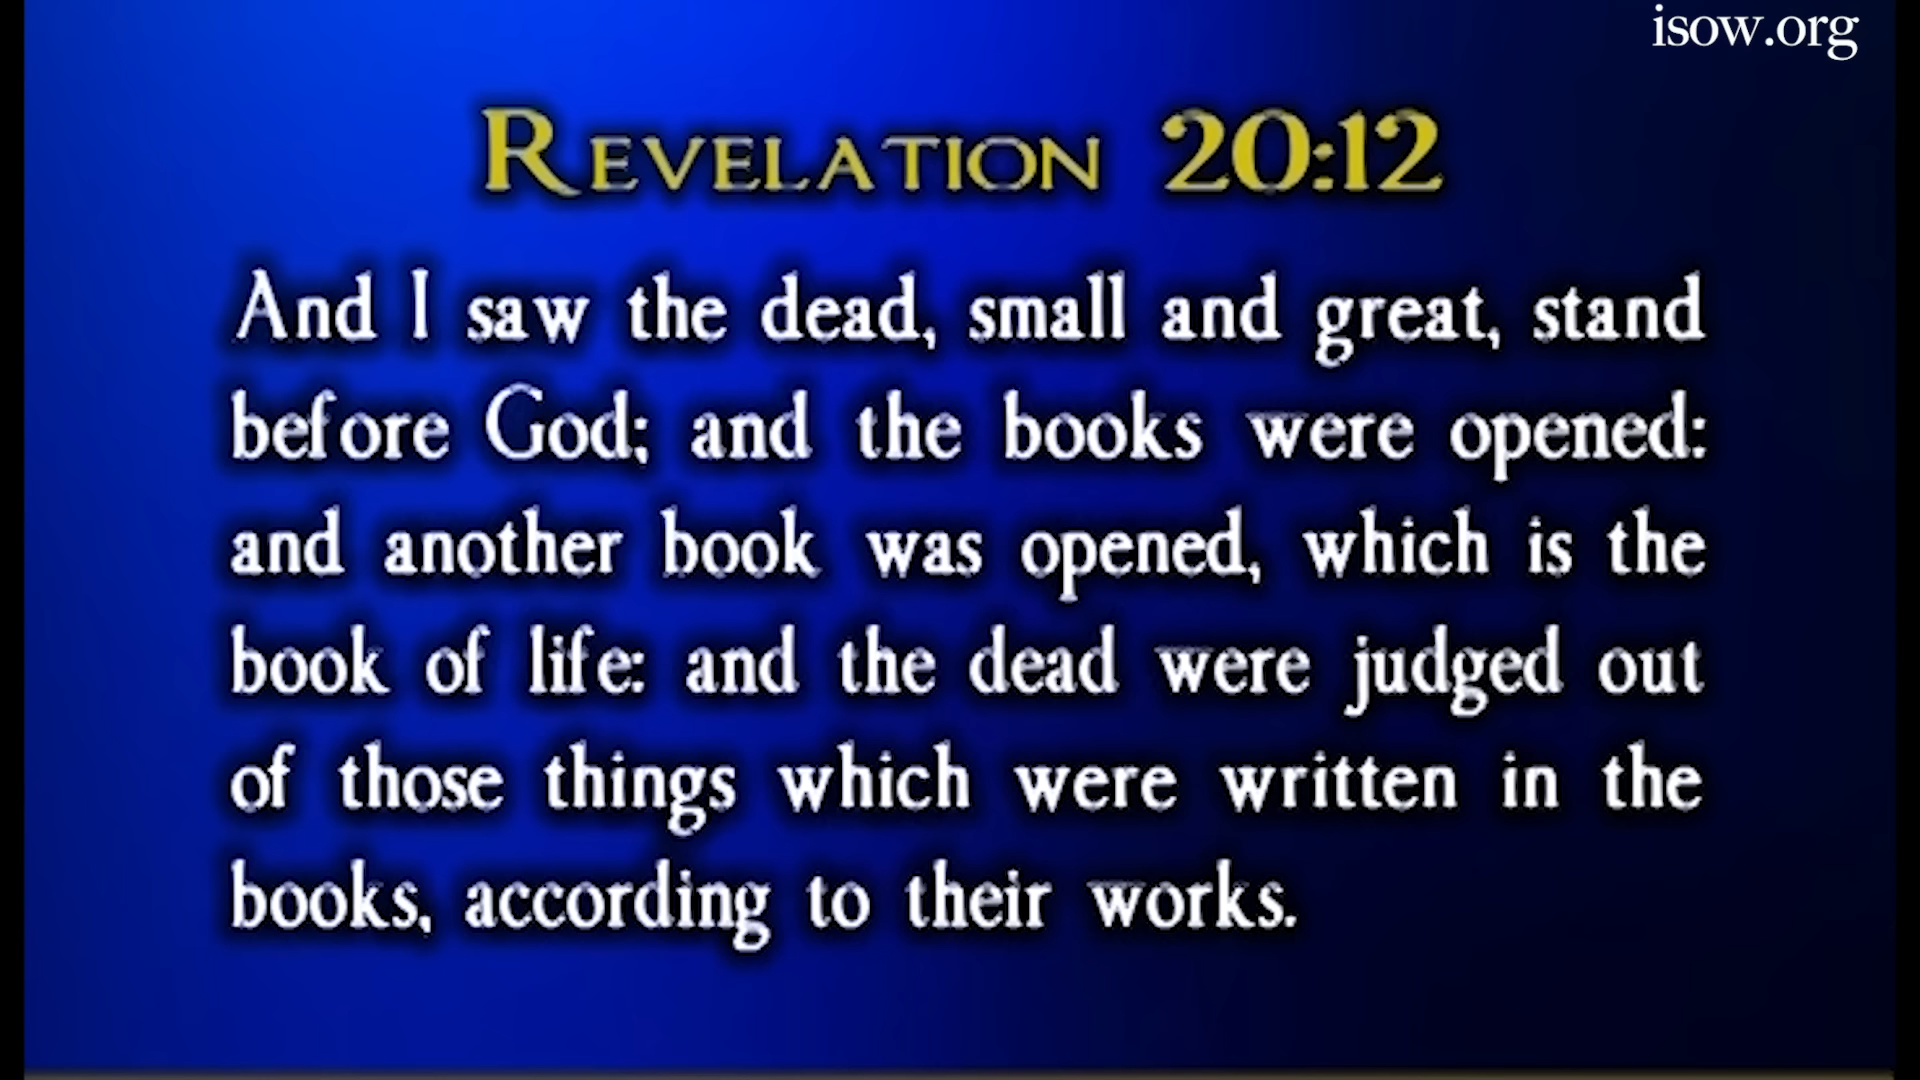 isow.org
Revelation 20:12
And I saw the dead, small and great, stand
before God; and the books were opened:
and another book was opened, which is the
book of life: and the dead were judged out
of those things which were written in the
books, according to their works.